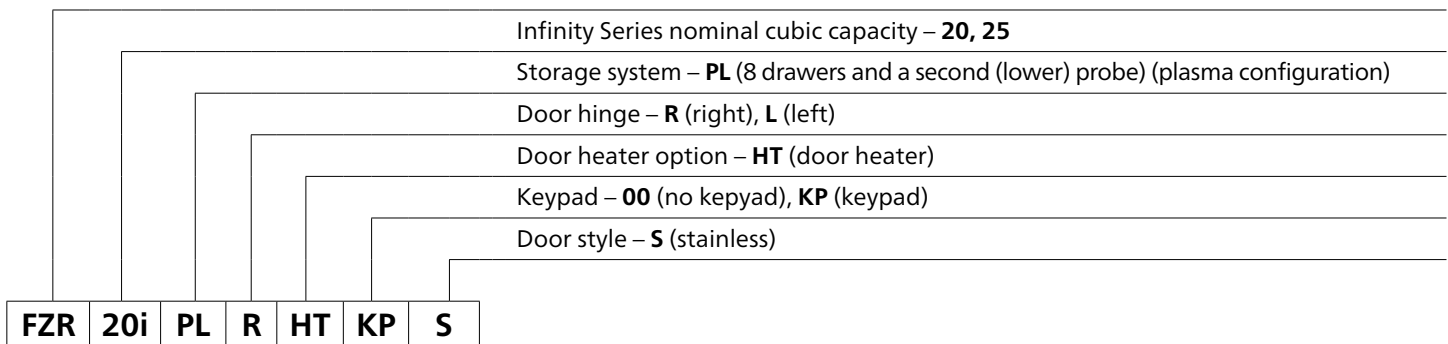 Infinity Series nominal cubic capacity – 20, 25
Storage system – PL (8 drawers and a second (lower) probe) (plasma configuration)
Door hinge – R (right), L (left)
Door heater option – HT (door heater)
Keypad – 00 (no kepyad), KP (keypad)
Door style – S (stainless)
FZR 20i PL R HT KP S